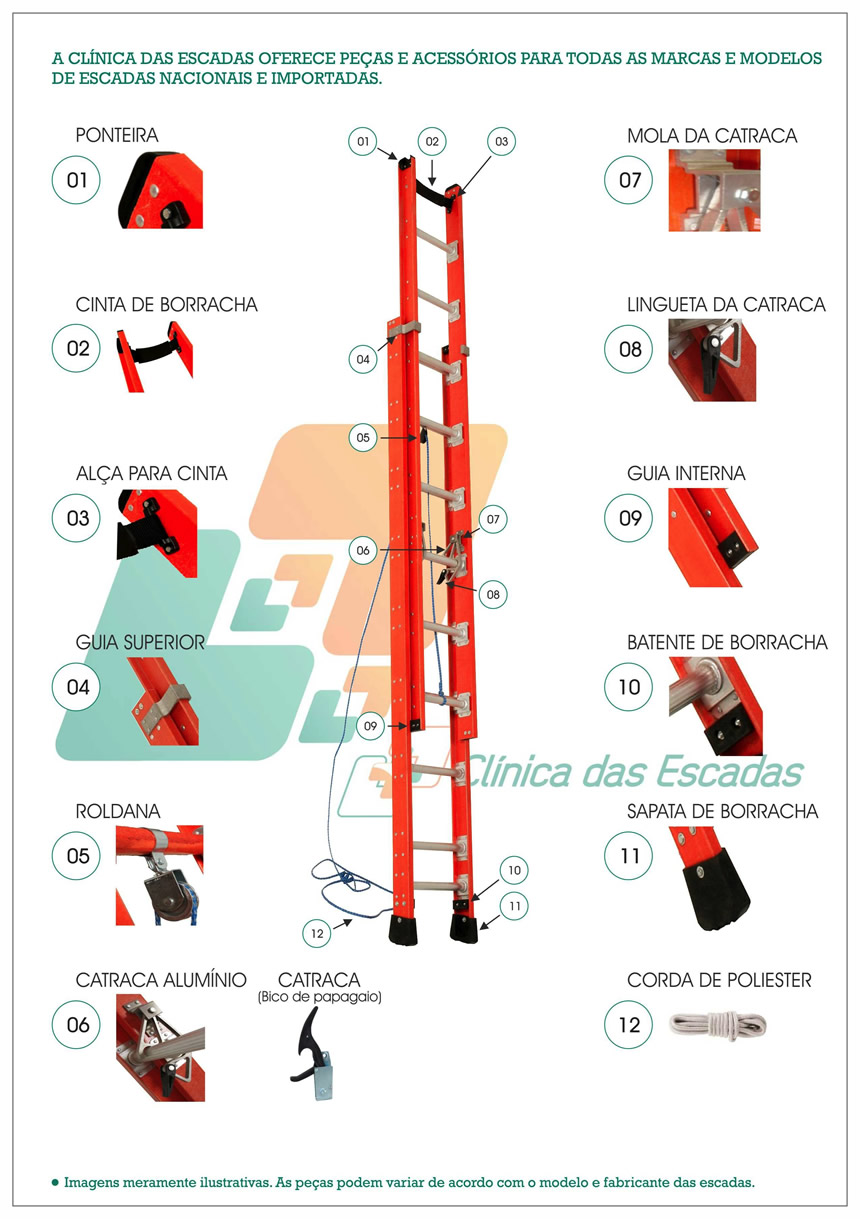 A CLÍNICA DAS ESCADAS OFERECE PEÇAS E ACESSÓRIOS PARA TODAS AS MARCAS E MODELOS
DE ESCADAS NACIONAIS E IMPORTADAS.
PONTEIRA
01
CINTA DE BORRACHA
02
ALÇA PARA CINTA
03
GUIA SUPERIOR
04
ROLDANA
05
CATRACA ALUMÍNIO
06
CATRACA
(Bico de papagaio)
01
02
03
04
05
07
06
08
09
10
11
12
Clínica das Escadas
MOLA DA CATRACA
07
LINGUETA DA CATRACA
08
GUIA INTERNA
09
BATENTE DE BORRACHA
10
SAPATA DE BORRACHA
11
CORDA DE POLIESTER
12
• Imagens meramente ilustrativas. As peças podem variar de acordo com o modelo e fabricante das escadas.